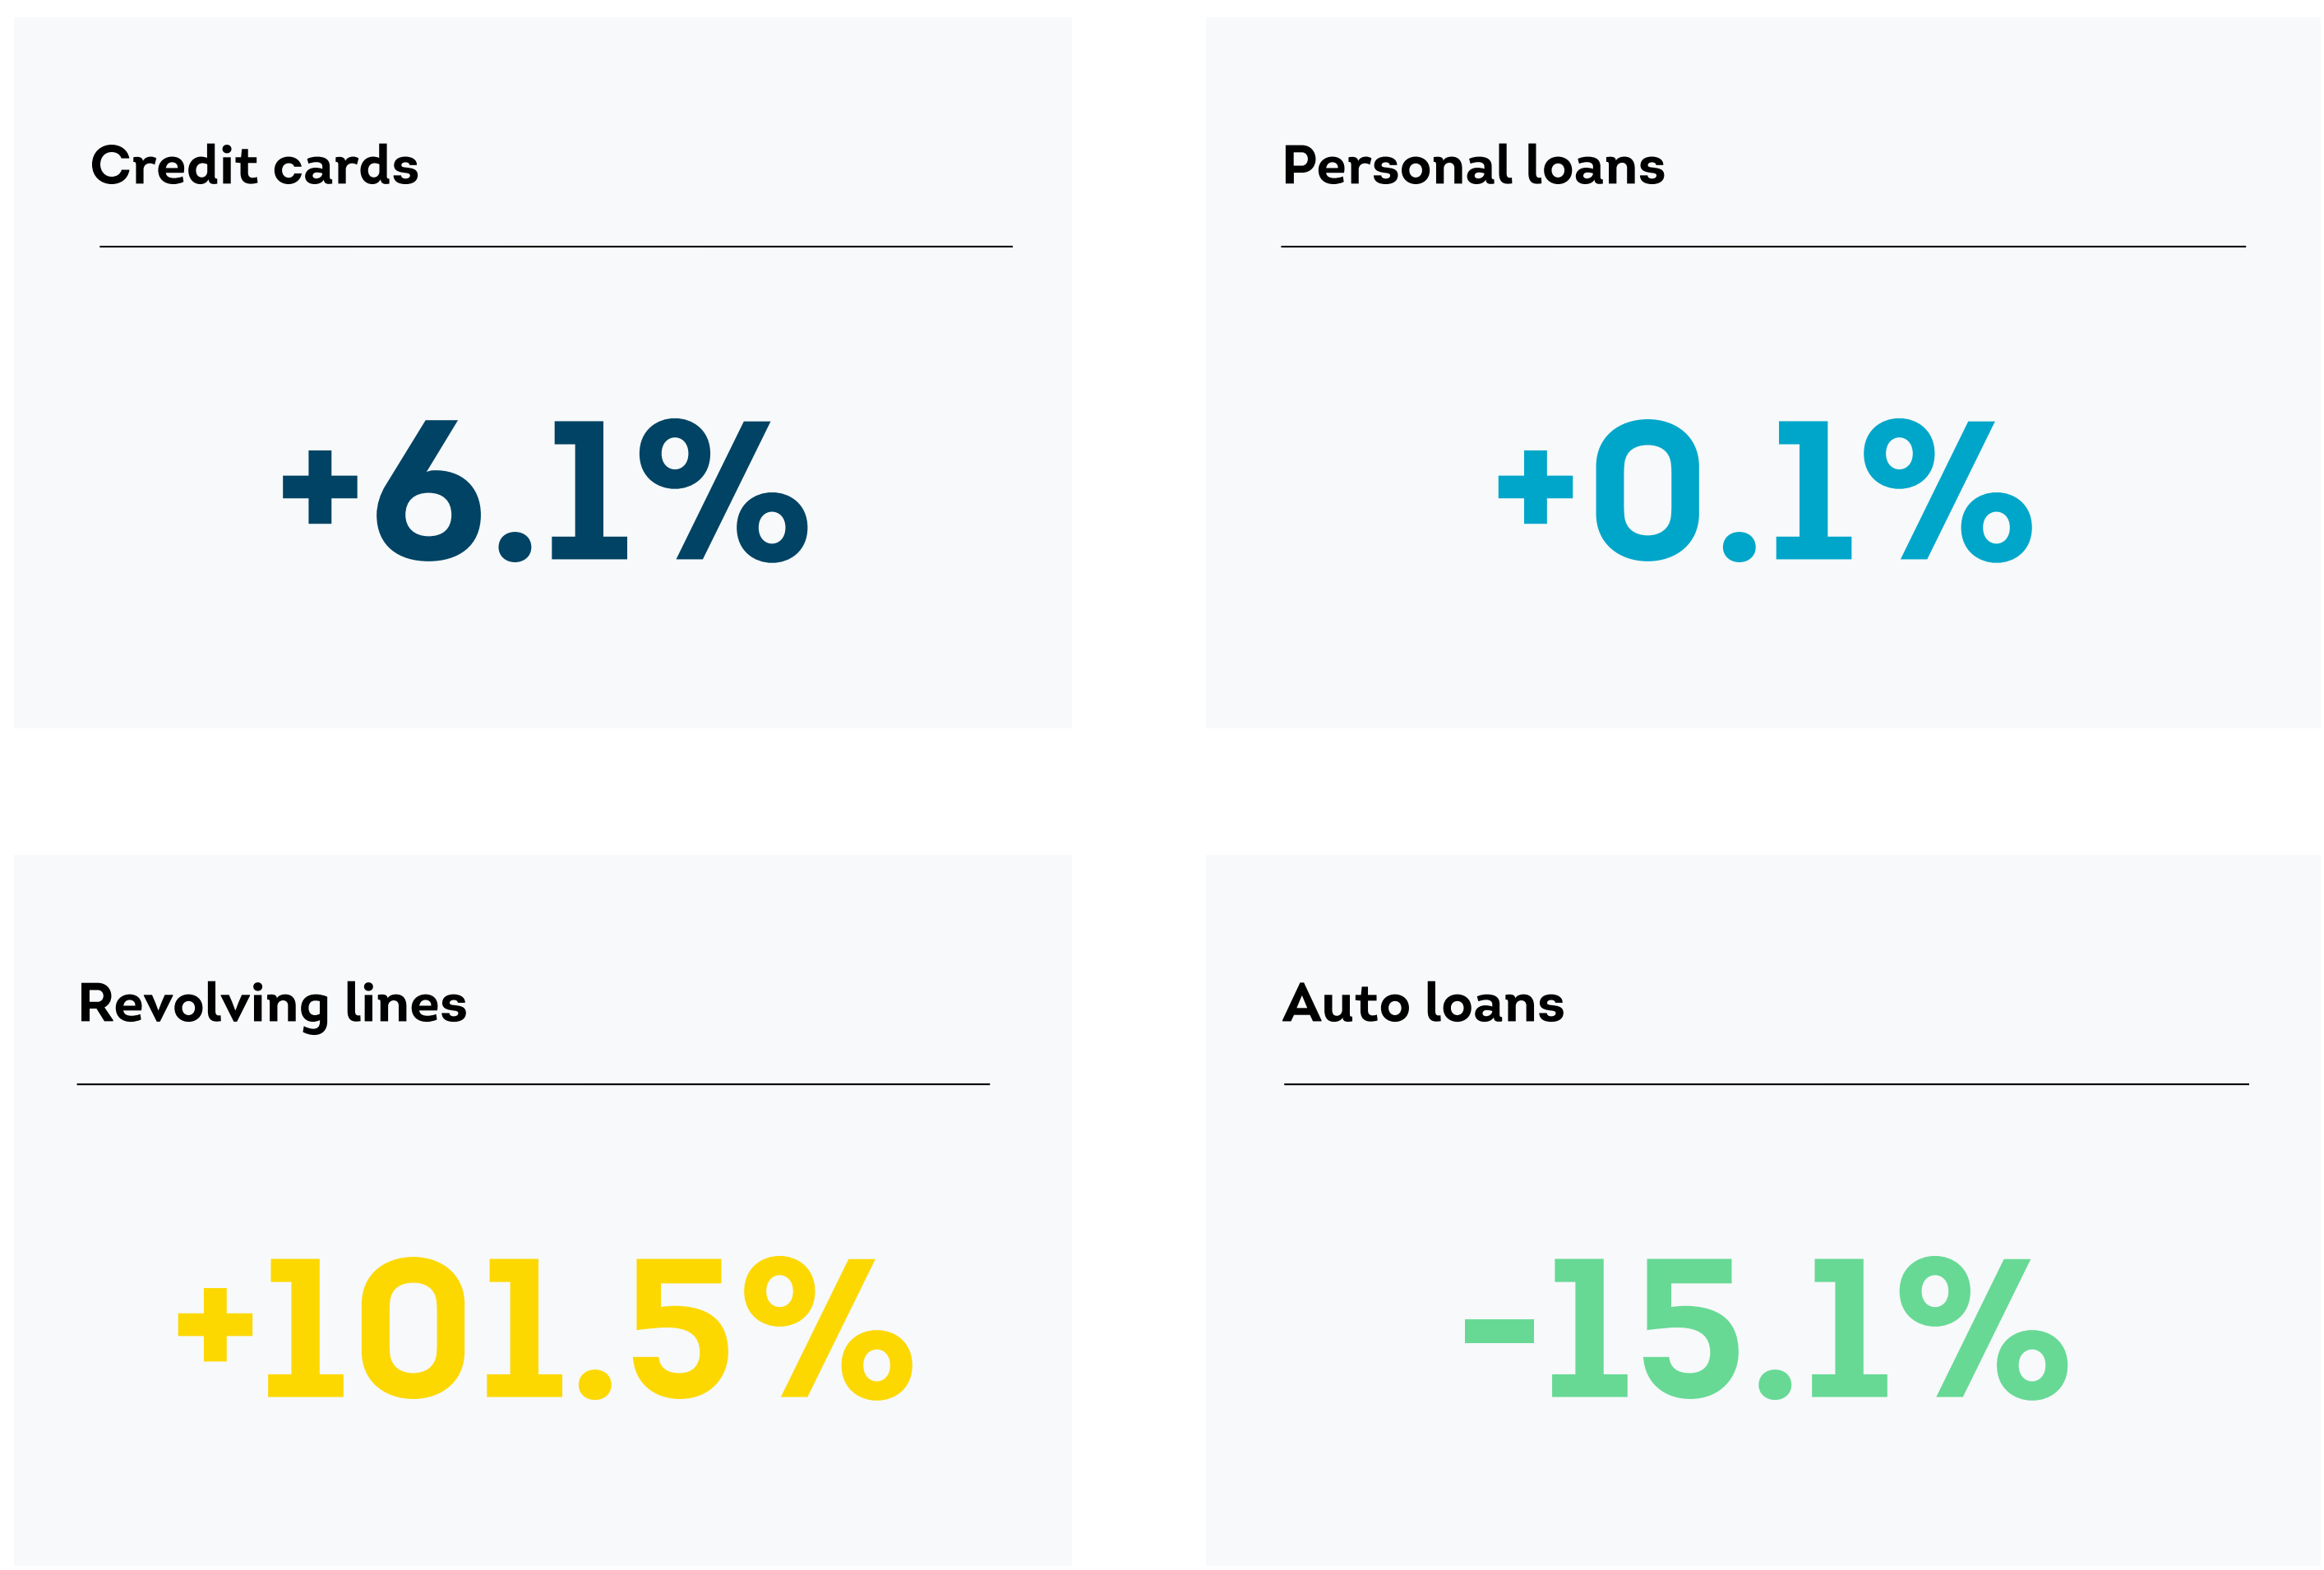 Credit cards
+6.1%
Personal loans
+0.1%
Revolving lines
+101.5%
Auto loans
-15.1%